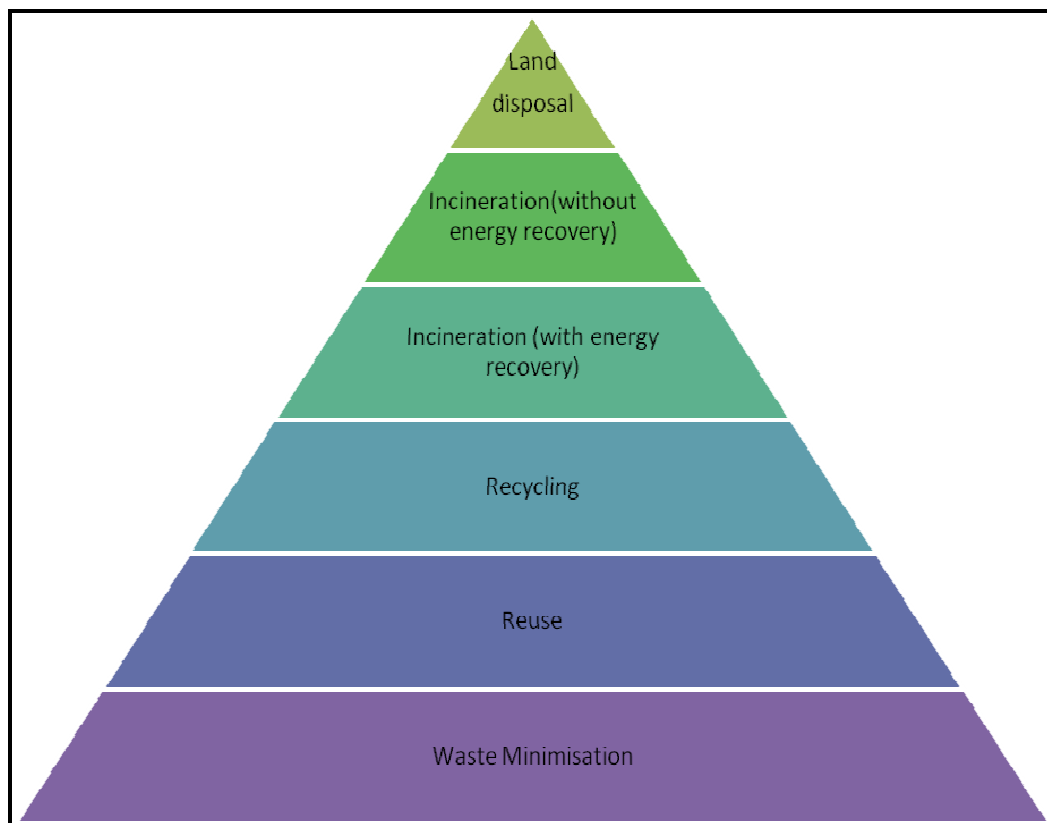 Land
disposal
Incineration(without
energy recovery)
Incineration (with energy
recovery)
Recycling
Reuse
Waste Minimisation